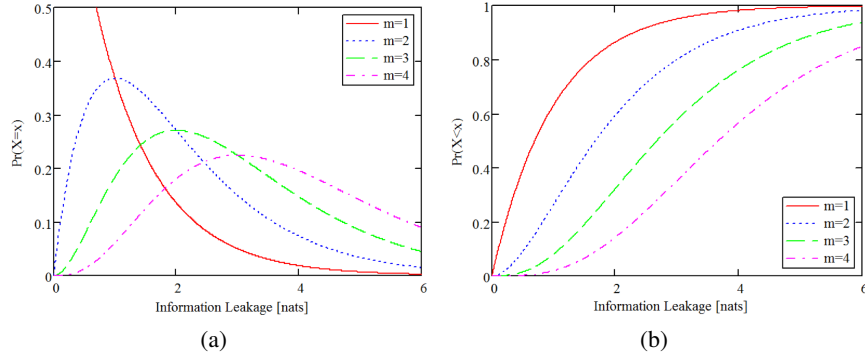 0.5
0.4
0.3
0.2
0.1
0
Pr(X=x)
m=1
m=2
m=3
m=4
0 2 4 6
Information Leakage [nats]
(a)
1
0.8
0.6
0.4
0.2
0
Pr(X<x)
m=1
m=2
m=3
m=4
0 2 4 6
Information Leakage [nats]
(b)